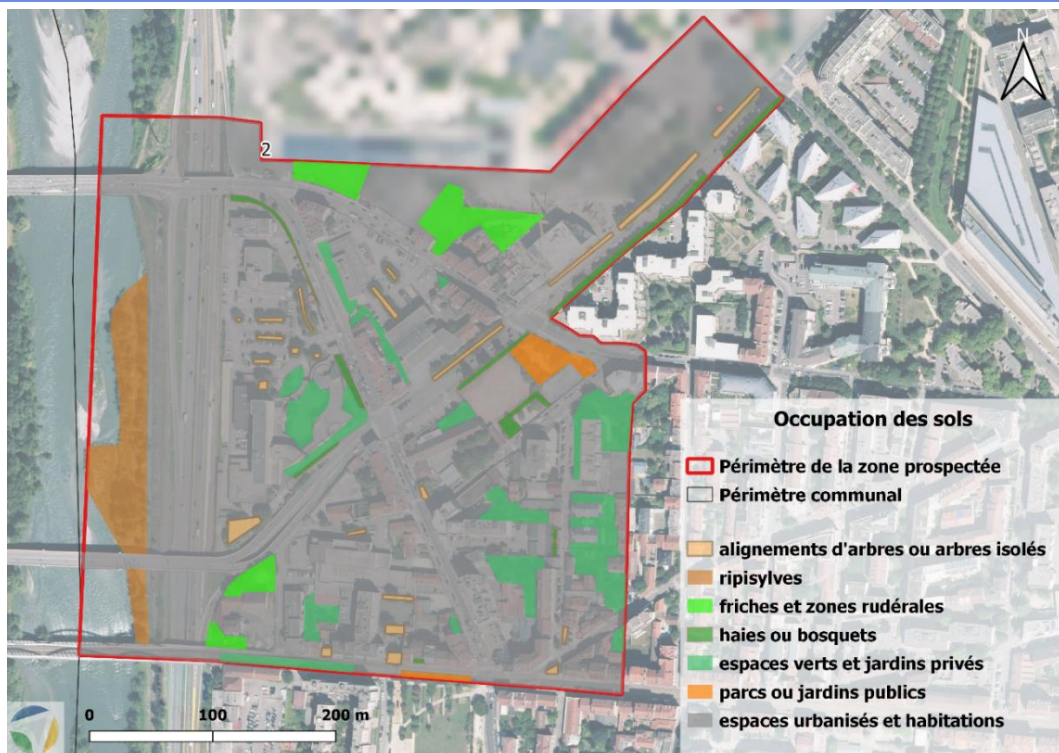 N
2
Occupation des sols
Périmètre de la zone prospectée
Périmètre communal
alignements d'arbres ou arbres isolés
ripisylves
friches et zones rudérales
haies ou bosquets
espaces verts et jardins privés
parcs ou jardins publics
espaces urbanisés et habitations
0 100 200 m